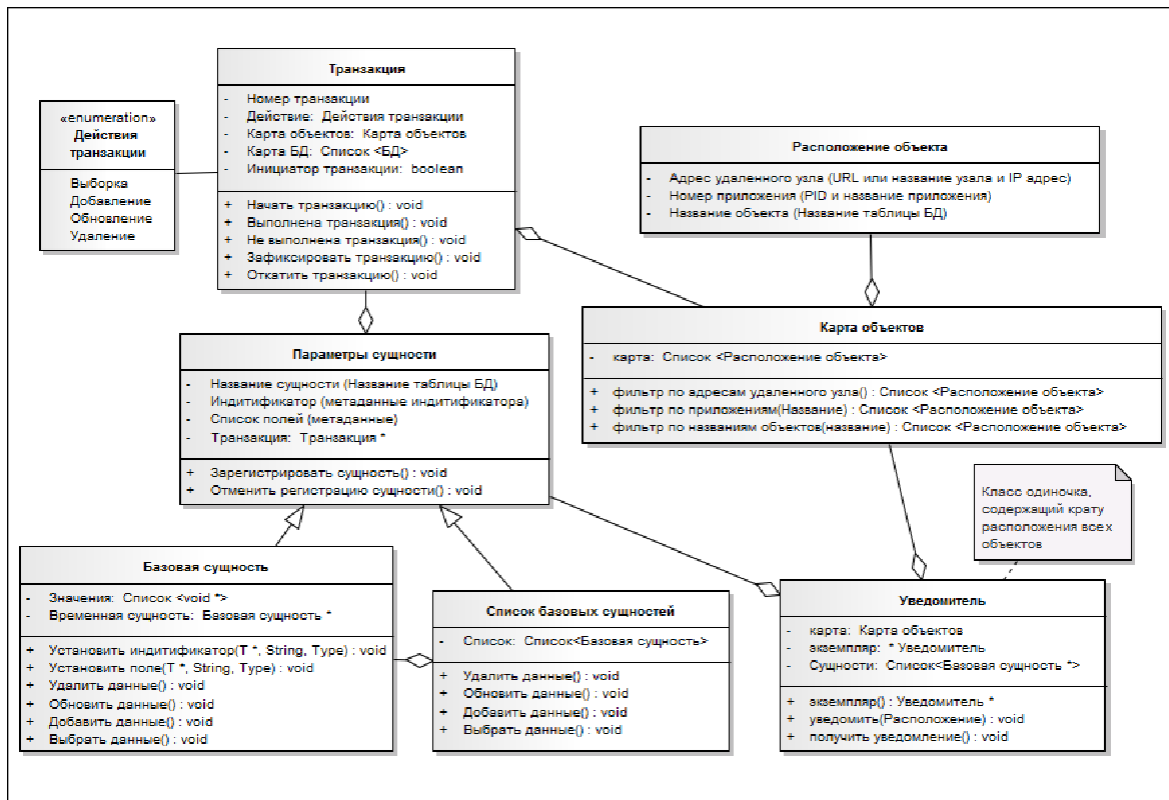 Транзакция
- Номер транзакции
- Действие: Действия транзакции
- Карта объектов: Карта объектов
- Карта БД: Список <БД>
- Инициатор транзакции: boolean
+ Начать транзакцию() : void
+ Выполнена транзакция() : void
+ Не выполнена транзакция() : void
+ Зафиксировать транзакцию() : void
+ Откатить транзакцию() : void
«enumeration»
Действия
транзакции
Выборка
Добавление
Обновление
Удаление
Расположение объекта
- Адрес удаленного узла (URL или название узала и IP адрес)
- Номер приложения (PID и название приложения)
- Название объекта (Название таблицы БД)
Параметры сущности
- Название сущности (Название таблицы БД)
- Индитификатор (метаданные индитификатора)
- Список полей (метаданные)
- Транзакция: Транзакция *
+ Зарегистрировать сущность() : void
+ Отменить регистрацию сущности() : void
Карта объектов
- карта: Список <Расположение объекта>
+ фильтр по адресам удаленного узла() : Список <Расположение объекта>
+ фильтр по приложениям(Название) : Список <Расположение объекта>
+ фильтр по названиям объектов(название) : Список <Расположение объекта>
Класс одиночка,
содержащий крату
расположения всех
объектов
Базовая сущность
- Значения: Список <void *>
- Временная сущность: Базовая сущность *
+ Установить индитификатор(T *, String, Type) : void
+ Установить поле(T *, String, Type) : void
+ Удалить данные() : void
+ Обновить данные() : void
+ Добавить данные() : void
+ Выбрать данные() : void
Список базовых сущностей
- Список: Список<Базовая сущность>
+ Удалить данные() : void
+ Обновить данные() : void
+ Добавить данные() : void
+ Выбрать данные() : void
Уведомитель
- карта: Карта объектов
- экземпляр: * Уведомитель
- Сущности: Список<Базовая сущность *>
+ экземпляр() : Уведомитель *
+ уведомить(Расположение) : void
+ получить уведомление() : void